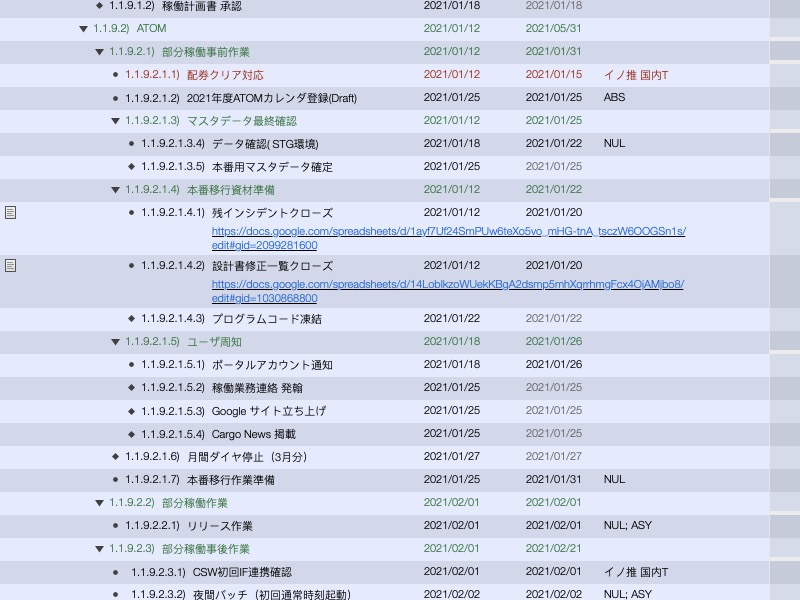 1.1.9.1.2) 稼働計画書 承認 2021/01/18 2021/01/18
1.1.9.2) ATOM 2021/01/12 2021/05/31
1.1.9.2.1) 部分稼働事前作業 2021/01/12 2021/01/31
1.1.9.2.1.1) 配券クリア対応 2021/01/12 2021/01/15 イノ推 国内T
1.1.9.2.1.2) 2021年度ATOMカレンダ登録(Draft) 2021/01/25 2021/01/25 ABS
1.1.9.2.1.3) マスタデータ最終確認 2021/01/12 2021/01/25
1.1.9.2.1.3.4) データ確認( STG環境) 2021/01/18 2021/01/22 NUL
1.1.9.2.1.3.5) 本番用マスタデータ確定 2021/01/25 2021/01/25
1.1.9.2.1.4) 本番移行資材準備 2021/01/12 2021/01/22
1.1.9.2.1.4.1) 残インシデントクローズ 2021/01/12 2021/01/20
https://docs.google.com/spreadsheets/d/1ayf7Uf24SmPUw6teXo5vo_mHG-tnA_tsczW6OOGSn1s/
edit#gid=2099281600
1.1.9.2.1.4.2) 設計書修正一覧クローズ 2021/01/12 2021/01/20
https://docs.google.com/spreadsheets/d/14LoblkzoWUekKBgA2dsmp5mhXqrrhmgFcx4OjAMjbo8/
edit#gid=1030868800
1.1.9.2.1.4.3) プログラムコード凍結 2021/01/22 2021/01/22
1.1.9.2.1.5) ユーザ周知 2021/01/18 2021/01/26
1.1.9.2.1.5.1) ポータルアカウント通知 2021/01/18 2021/01/26
1.1.9.2.1.5.2) 稼働業務連絡 発翰 2021/01/25 2021/01/25
1.1.9.2.1.5.3) Google サイト立ち上げ 2021/01/25 2021/01/25
1.1.9.2.1.5.4) Cargo News 掲載 2021/01/25 2021/01/25
1.1.9.2.1.6) 月間ダイヤ停止（3月分） 2021/01/27 2021/01/27
1.1.9.2.1.7) 本番移行作業準備 2021/01/25 2021/01/31 NUL
1.1.9.2.2) 部分稼働作業 2021/02/01 2021/02/01
1.1.9.2.2.1) リリース作業 2021/02/01 2021/02/01 NUL; ASY
1.1.9.2.3) 部分稼働事後作業 2021/02/01 2021/02/21
1.1.9.2.3.1) CSW初回IF連携確認 2021/02/01 2021/02/01 イノ推 国内T
1.1.9.2.3.2) 夜間バッチ（初回通常時刻起動） 2021/02/02 2021/02/02 NUL; ASY